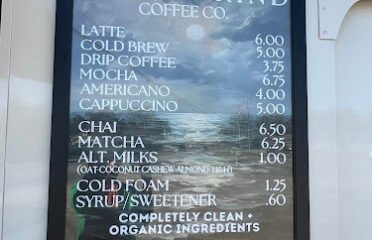 COFFEE CO.
LATTE 6.00
COLD BREW 5.00
DRIP COFFEE 3.75
MOCHA 6.75
AMERICANO 4.00
CAPPUCCINO 5.00
CHAI 6.50
MATCHA 6.25
ALT. MILKS 1.00
(OAT·COCONUT·CASHEW·ALMOND·
COLD FOAM 1.25
SYRUP/SWEETENER .60
COMPLETELY CLEAN +
ORGANIC INGREDIENTS